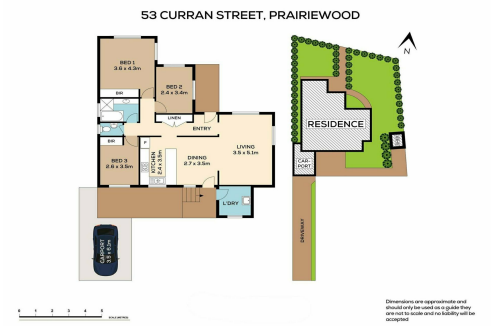 53 CURRAN STREET, PRAIRIEWOOD
N
BED 1
3.6 x 4.3m
BED 2
2.4 x 3.4m
BIR
LINEN
ENTRY
BIR
P
BED 3
2.6 x 3.5m
KITCHEN
2.4 x 3.5m
DINING
2.7 x 3.5m
LIVING
3.5 x 5.1m
L'DRY
CARPORT
RESIDENCE
CAR-
PORT
DRIVEWAY
0 1 2 3 4 5
Dimensions are approximate and
should only be used as a guide they
are not to scale and no liability will be
accepted